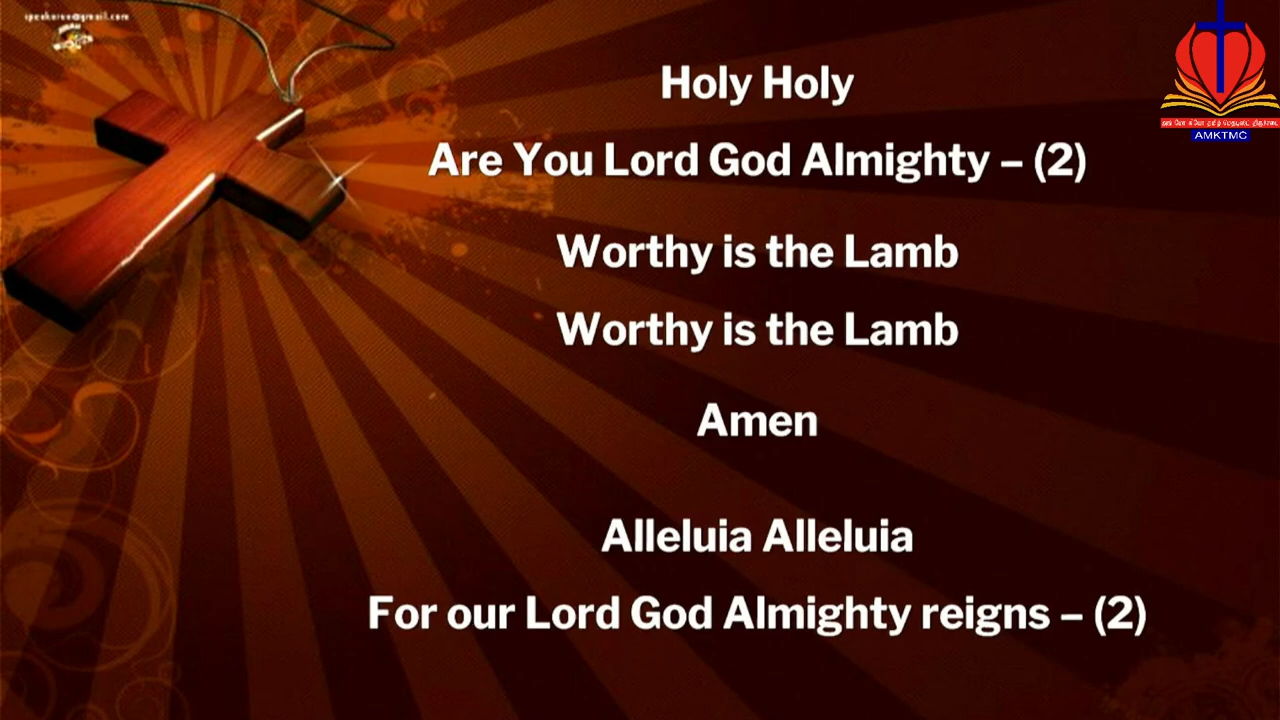 Holy Holy
Are You Lord God Almighty – (2)
Worthy is the Lamb
Worthy is the Lamb
Amen
Alleluia Alleluia
For our Lord God Almighty reigns – (2)
AMKTMC